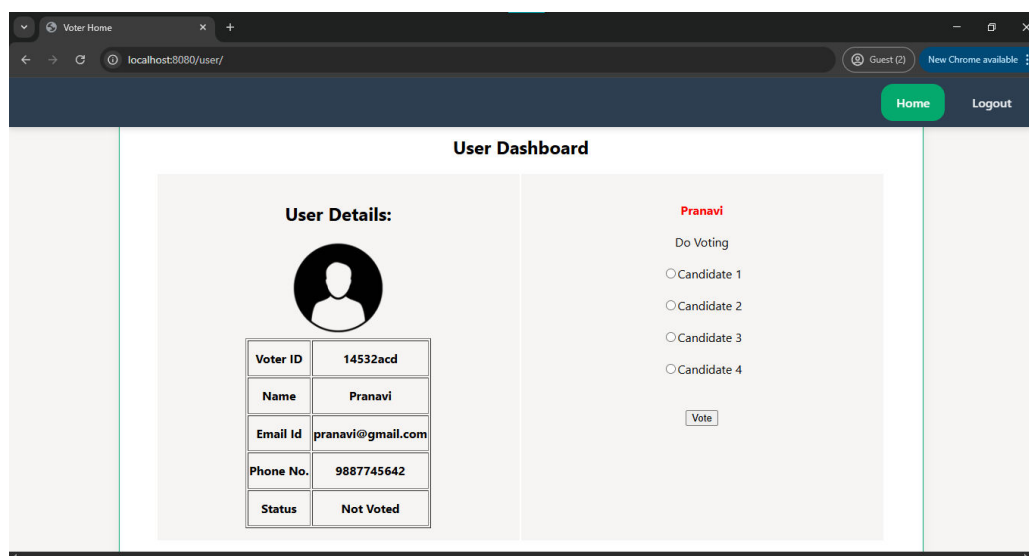 Voter Home
localhost:8080/user/
Guest (2)
New Chrome available
Home
Logout
User Dashboard
User Details:
Voter ID 14532acd
Name Pranavi
Email Id pranavi@gmail.com
Phone No. 9887745642
Status Not Voted
Pranavi
Do Voting
Candidate 1
Candidate 2
Candidate 3
Candidate 4
Vote